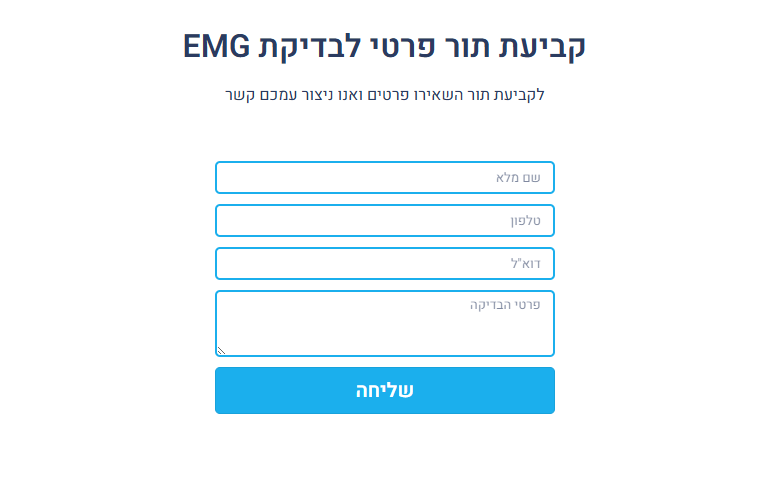 קביעת תור פרטי לבדיקת EMG
לקביעת תור השאירו פרטים ואנו ניצור עמכם קשר
שם מלא
טלפון
דוא"ל
פרטי הבדיקה
שליחה